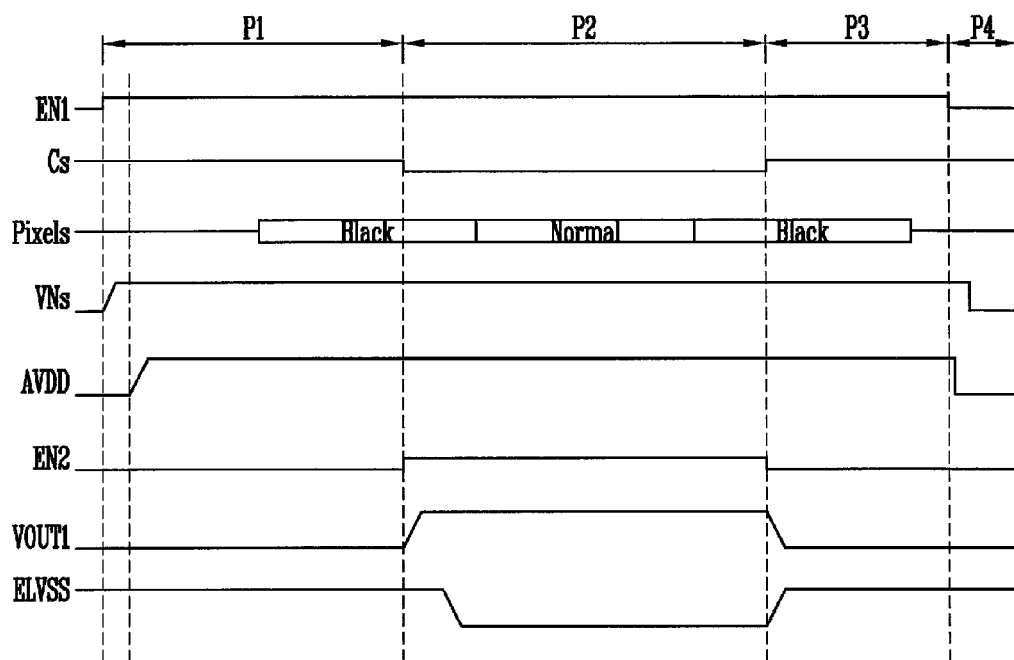 P1 P2 P3 P4
EN1
Cs
Pixels Black Normal Black
VNs
AVDD
EN2
VOUT1
ELVSS